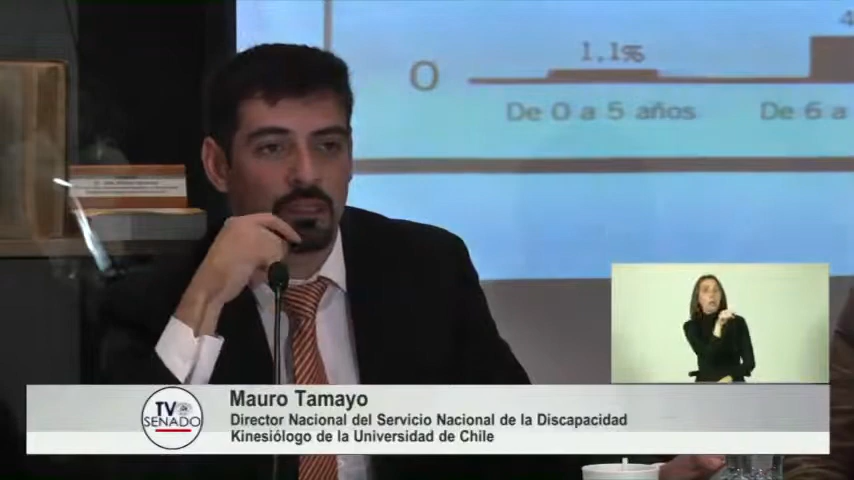 0
1.1%
4
De 0 a 5 años
De 6 a
TV
SENADO
Mauro Tamayo
Director Nacional del Servicio Nacional de la Discapacidad
Kinesiólogo de la Universidad de Chile